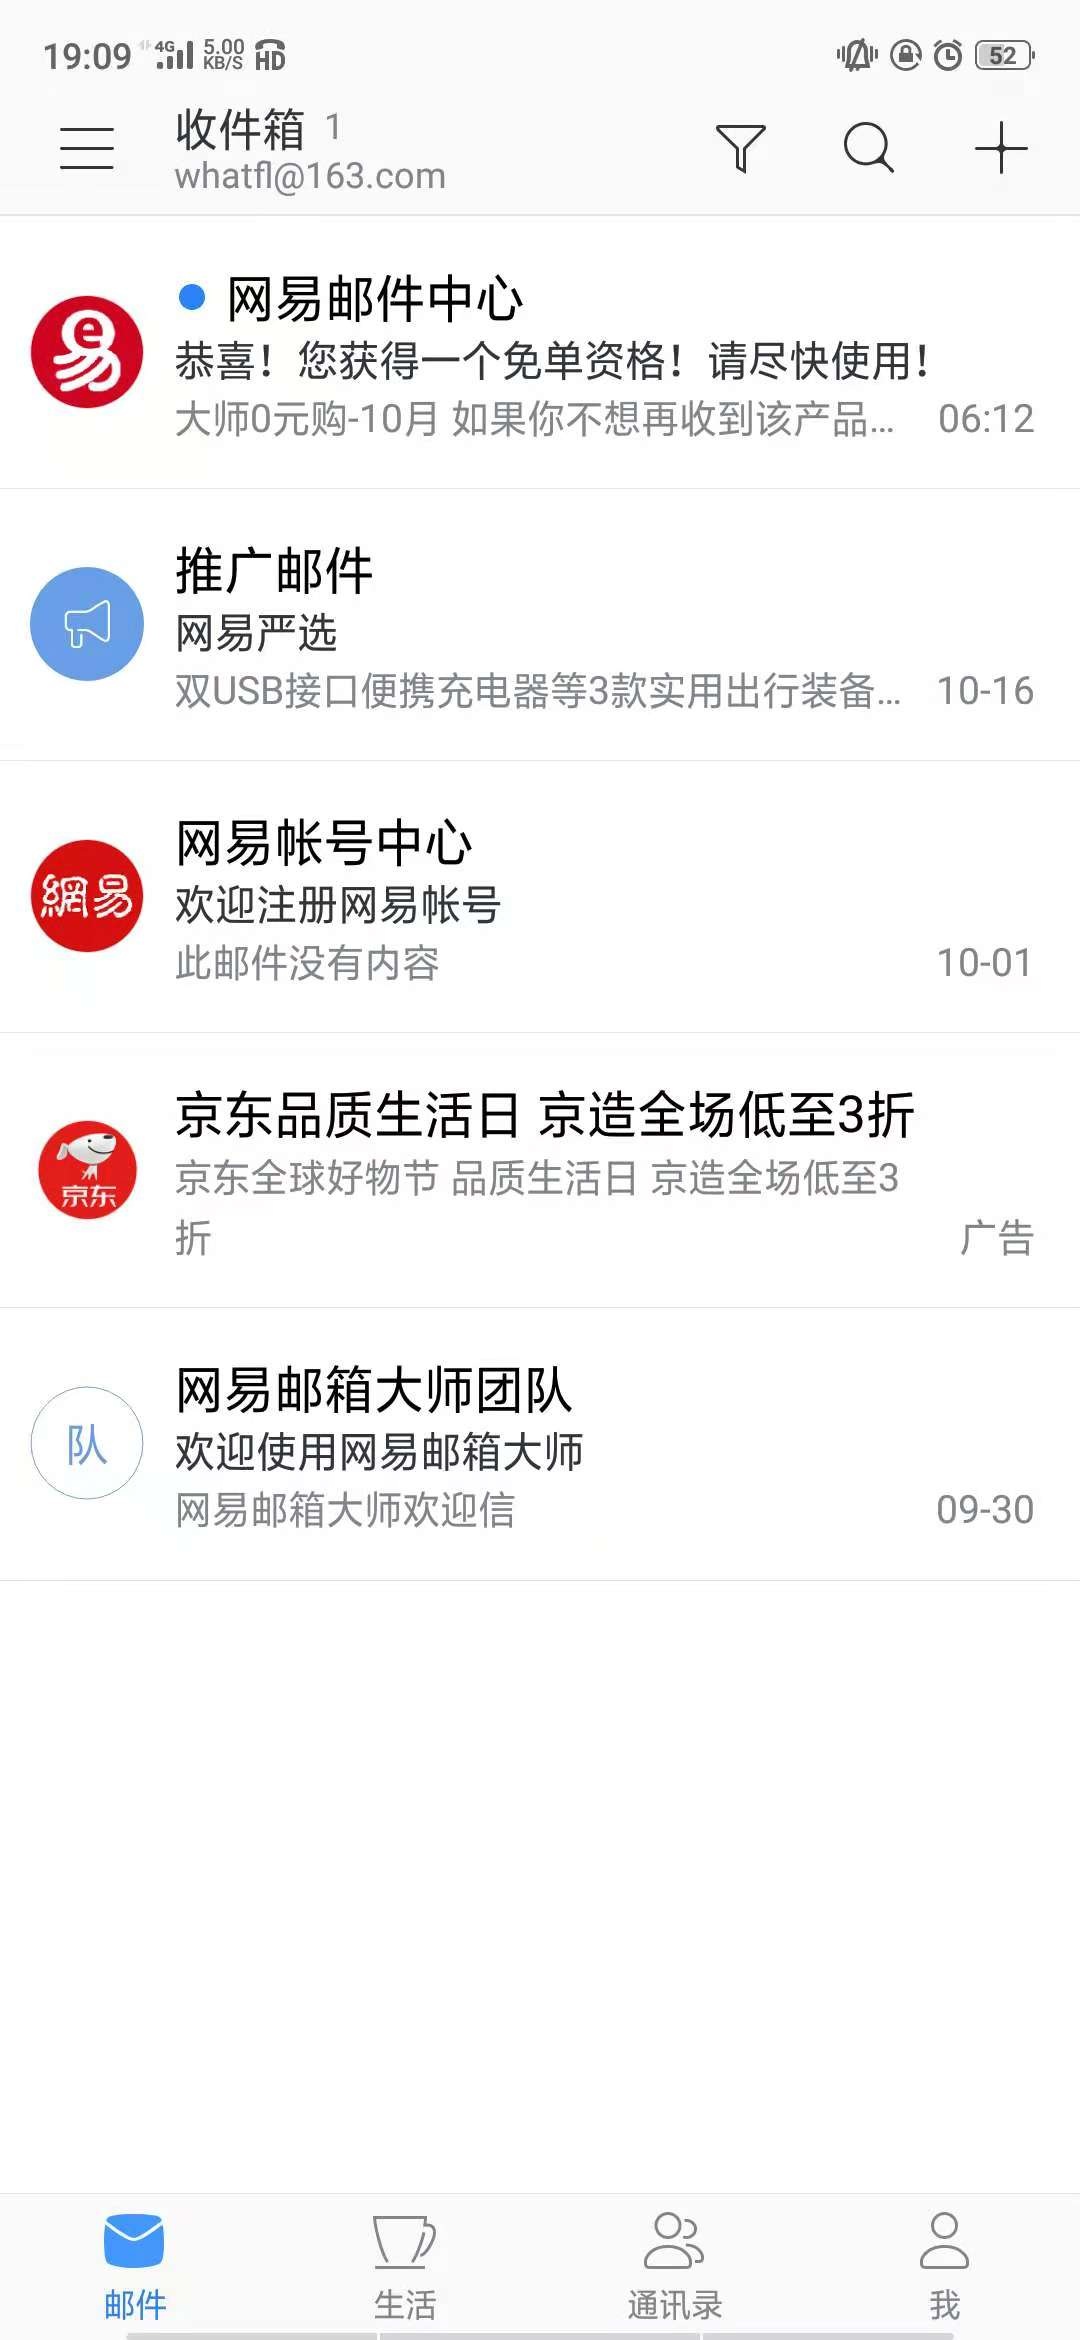 19:09 4G 5.00 KB/S HD 52
收件箱 1
whatfl@163.com
网易邮件中心
恭喜！您获得一个免单资格！请尽快使用！
大师0元购-10月 如果你不想再收到该产品... 06:12
推广邮件
网易严选
双USB接口便携充电器等3款实用出行装备... 10-16
網易
网易帐号中心
欢迎注册网易帐号
此邮件没有内容 10-01
京东品质生活日 京造全场低至3折
京东
京东全球好物节 品质生活日 京造全场低至3
折 广告
网易邮箱大师团队
队
欢迎使用网易邮箱大师
网易邮箱大师欢迎信 09-30
邮件 生活 通讯录 我